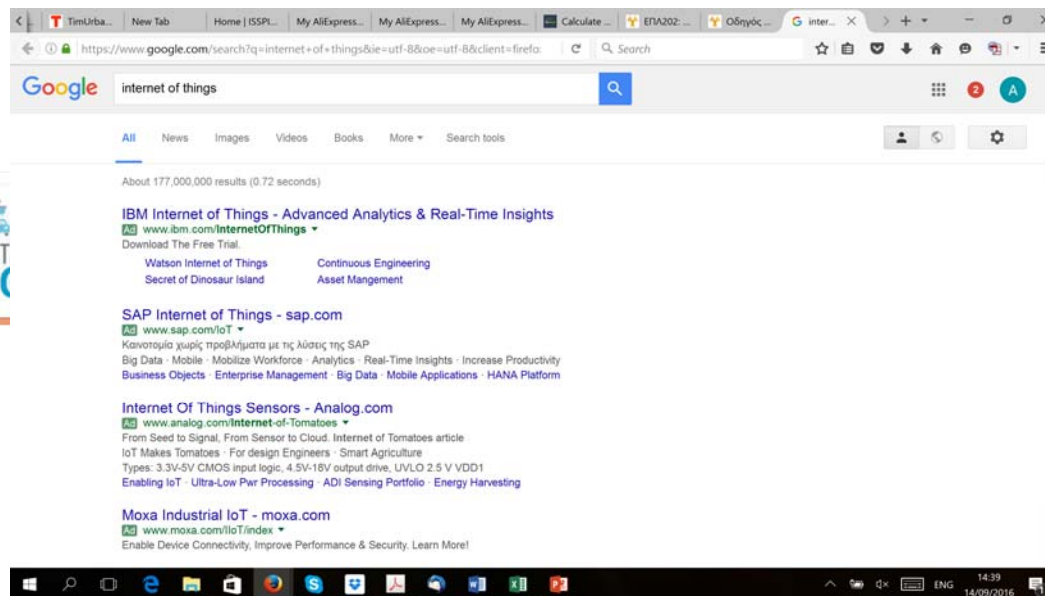 TimUrba... New Tab Home | ISSPI... My AliExpress... My AliExpress... My AliExpress... Calculate ... ΕΠΛ202: ... Οδηγός ... inter...
https://www.google.com/search?q=internet+of+things&ie=utf-8&oe=utf-8&client=firefo: Search
Google internet of things 2 A
All News Images Videos Books More Search tools
About 177,000,000 results (0.72 seconds)
IBM Internet of Things - Advanced Analytics & Real-Time Insights
Ad www.ibm.com/InternetOfThings
Download The Free Trial.
Watson Internet of Things Continuous Engineering
Secret of Dinosaur Island Asset Mangement
SAP Internet of Things - sap.com
Ad www.sap.com/IoT
Καινοτομία χωρίς προβλήματα με τις λύσεις της SAP
Big Data · Mobile · Mobilize Workforce · Analytics · Real-Time Insights · Increase Productivity
Business Objects · Enterprise Management · Big Data · Mobile Applications · HANA Platform
Internet Of Things Sensors - Analog.com
Ad www.analog.com/Internet-of-Tomatoes
From Seed to Signal, From Sensor to Cloud. Internet of Tomatoes article
IoT Makes Tomatoes · For design Engineers · Smart Agriculture
Types: 3.3V-5V CMOS input logic, 4.5V-18V output drive, UVLO 2.5 V VDD1
Enabling IoT · Ultra-Low Pwr Processing · ADI Sensing Portfolio · Energy Harvesting
Moxa Industrial IoT - moxa.com
Ad www.moxa.com/IIoT/index
Enable Device Connectivity, Improve Performance & Security. Learn More!
ENG 14:39
14/09/2016